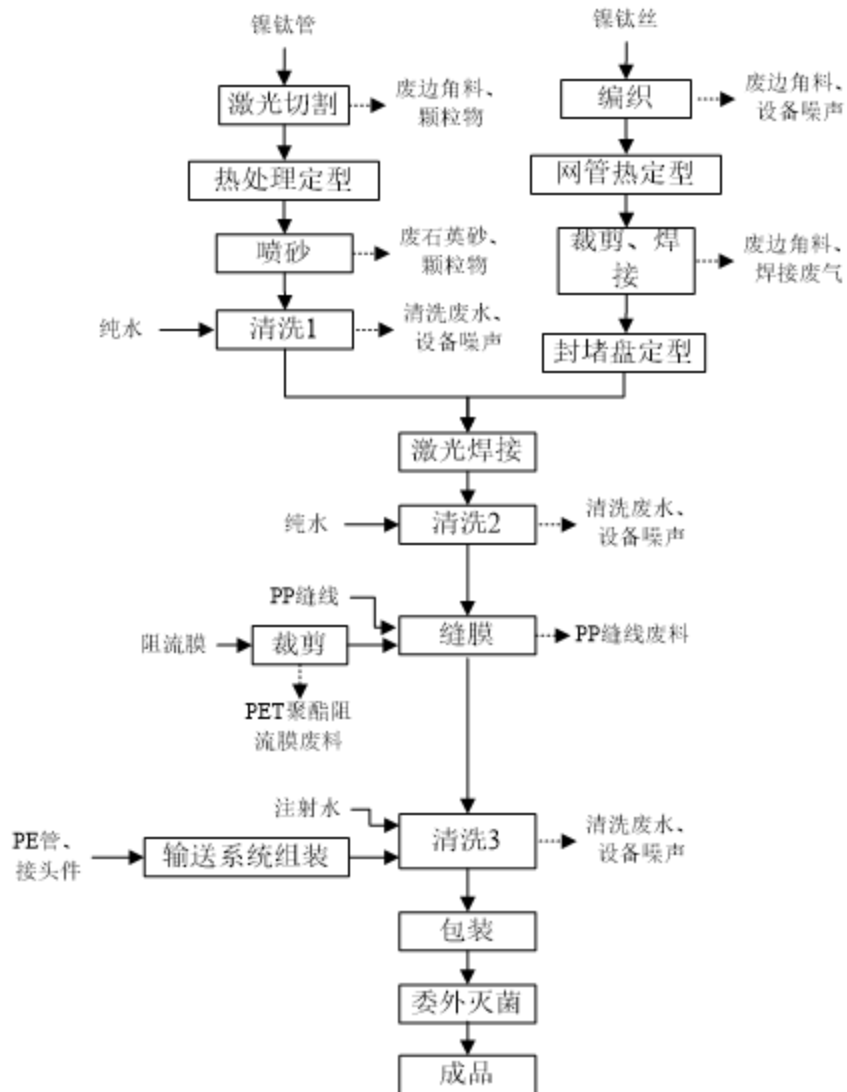 镍钛管
镍钛丝
激光切割
废边角料、
颗粒物
编织
废边角料、
设备噪声
热处理定型
网管热定型
喷砂
废石英砂、
颗粒物
裁剪、焊
接
废边角料、
焊接废气
纯水
清洗1
清洗废水、
设备噪声
封堵盘定型
激光焊接
纯水
清洗2
清洗废水、
设备噪声
PP缝线
阻流膜
裁剪
缝膜
PP缝线废料
PET聚酯阻
流膜废料
注射水
PE管、
接头件
输送系统组装
清洗3
清洗废水、
设备噪声
包装
委外灭菌
成品